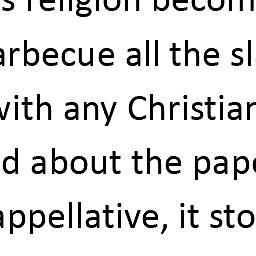 s religion becom
arbecue all the sl
with any Christian
d about the pape
appellative, it sto